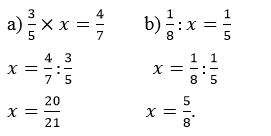 a) 3/5 × x = 4/7    b) 1/8 : x = 1/5
x = 4/7 : 3/5    x = 1/8 : 1/5
x = 20/21    x = 5/8.